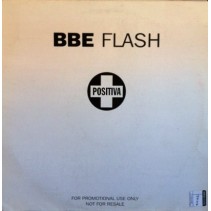 BBE FLASH
POSITIVA
FOR PROMOTIONAL USE ONLY
NOT FOR RESALE